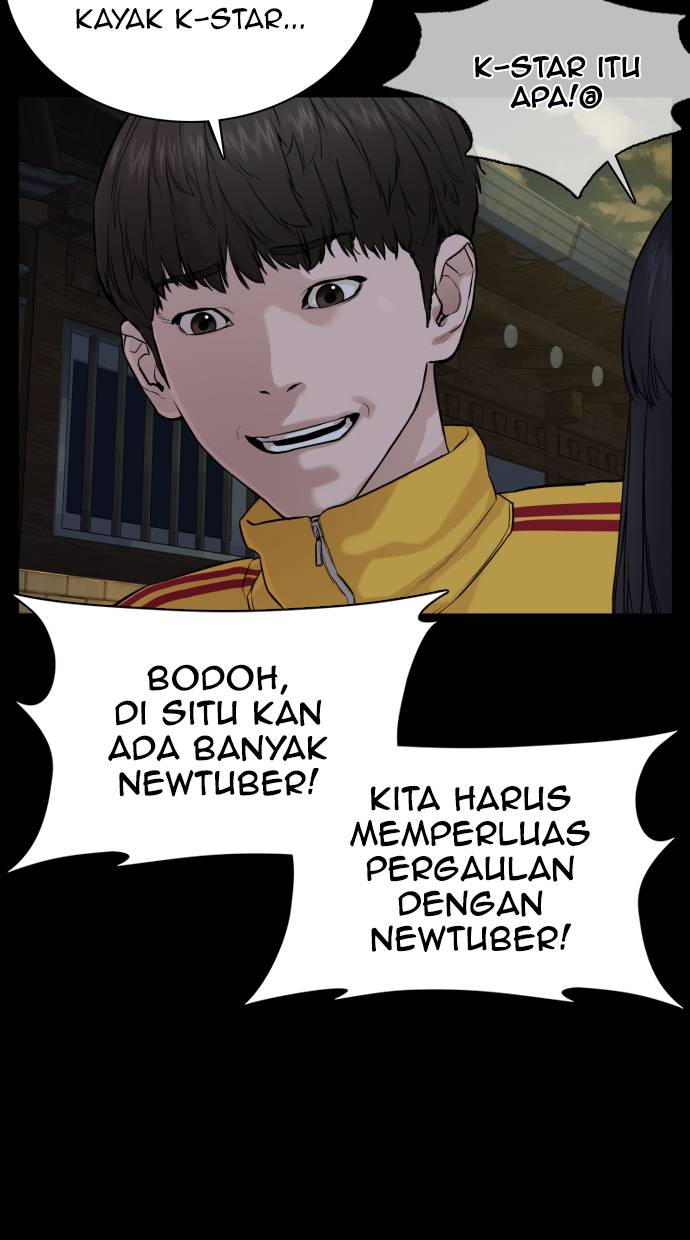 KAYAK K-STAR...
K-STAR ITU
APA!@
BODOH,
DI SITU KAN
ADA BANYAK
NEWTUBER!
KITA HARUS
MEMPERLUAS
PERGAULAN
DENGAN
NEWTUBER!